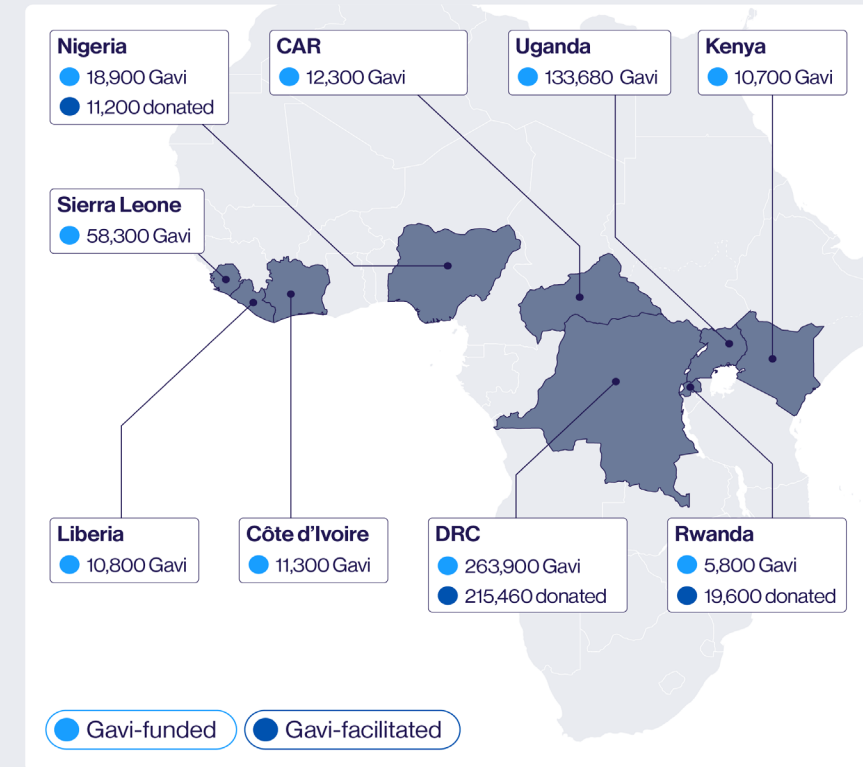 Nigeria
18,900 Gavi
11,200 donated
CAR
12,300 Gavi
Uganda
133,680 Gavi
Kenya
10,700 Gavi
Sierra Leone
58,300 Gavi
Liberia
10,800 Gavi
Côte d'Ivoire
11,300 Gavi
DRC
263,900 Gavi
215,460 donated
Rwanda
5,800 Gavi
19,600 donated
Gavi-funded
Gavi-facilitated